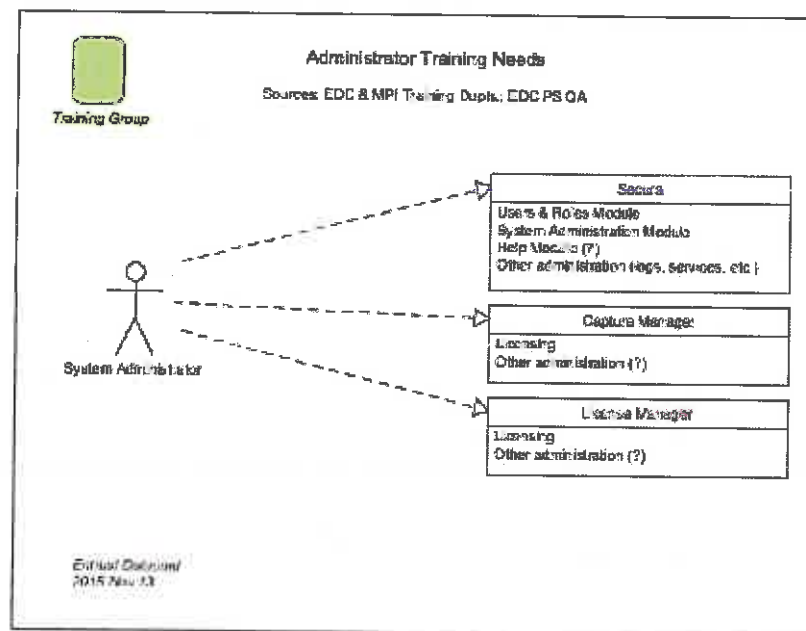 Administrator Training Needs
Sources: EDC & MPI Training Depts.; EDC PS QA
Training Group
Secura
Users & Roles Module
System Administration Module
Help Module (?)
Other administration (logs, services, etc.)
Capture Manager
Licensing
Other administration (?)
System Administrator
License Manager
Licensing
Other administration (?)
2015 Nov 13